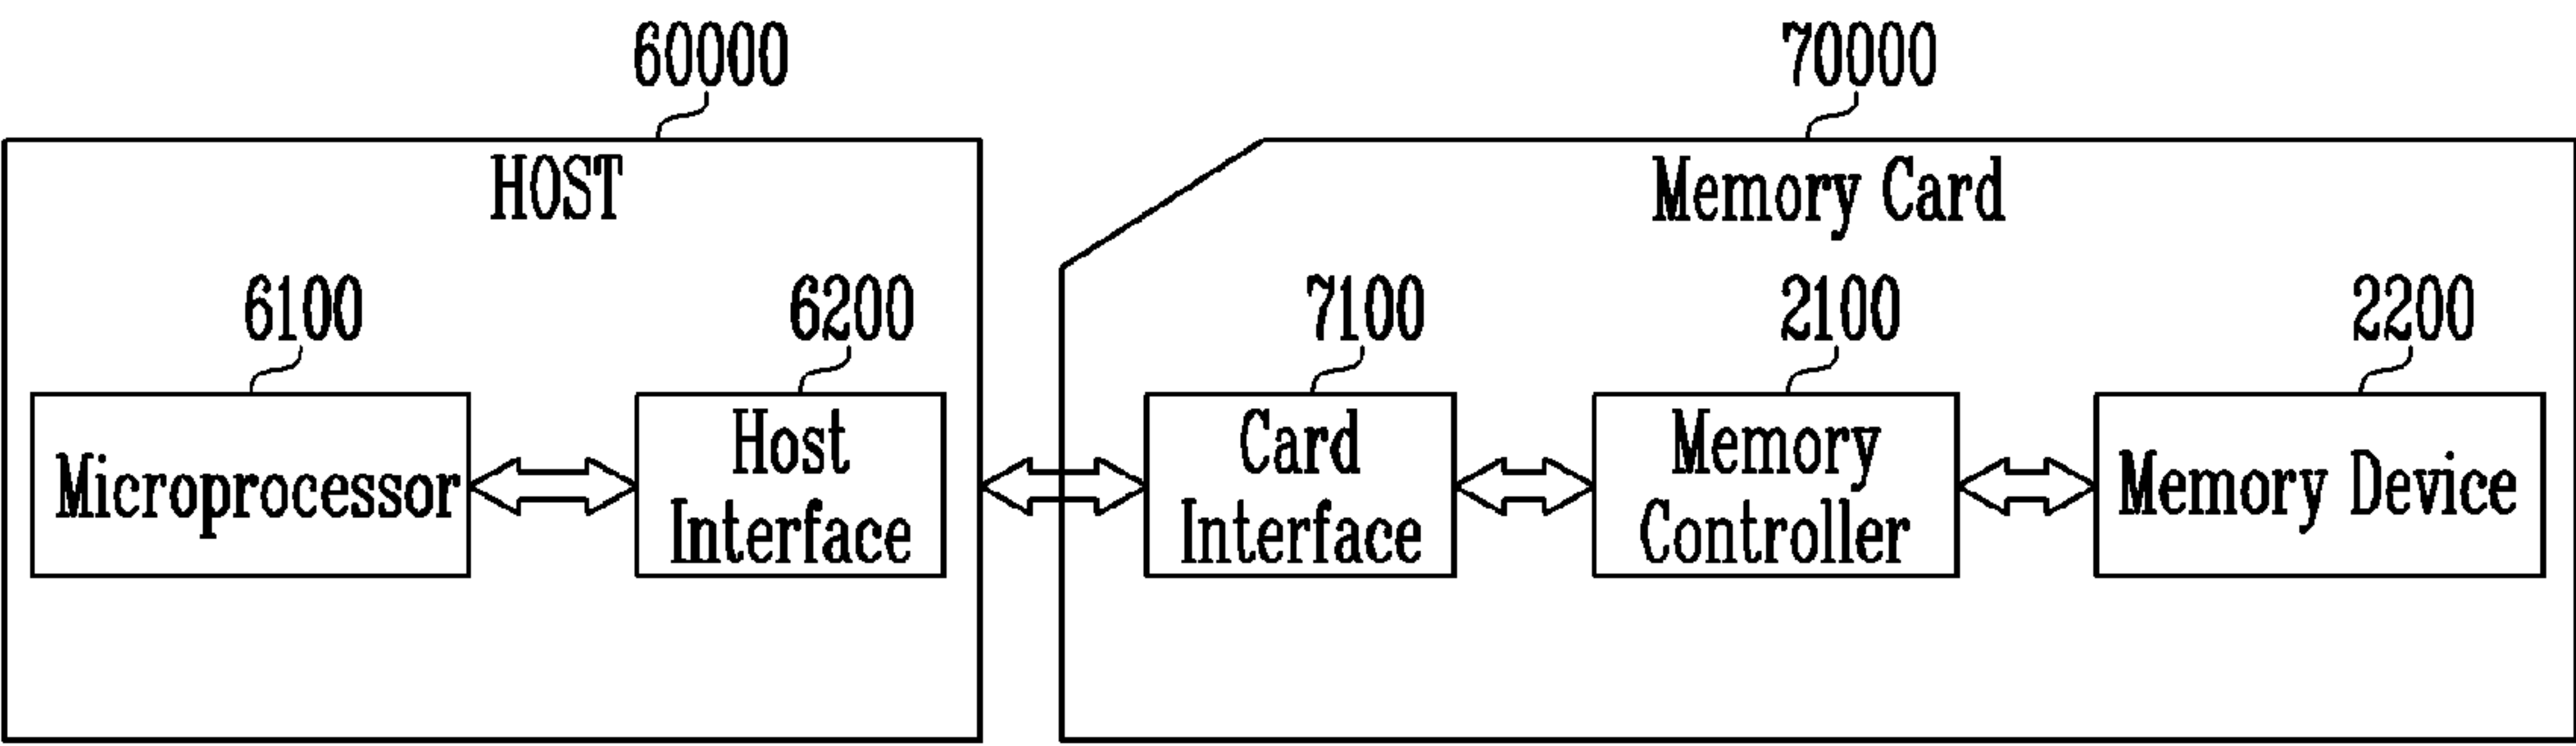 60000
70000
HOST
Memory Card
6100
6200
7100
2100
2200
Microprocessor
Host
Interface
Card
Interface
Memory
Controller
Memory Device